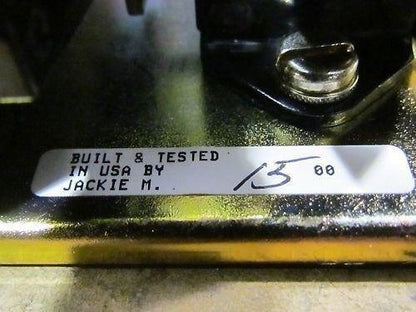 BUILT & TESTED
IN USA BY
JACKIE M. 15 00